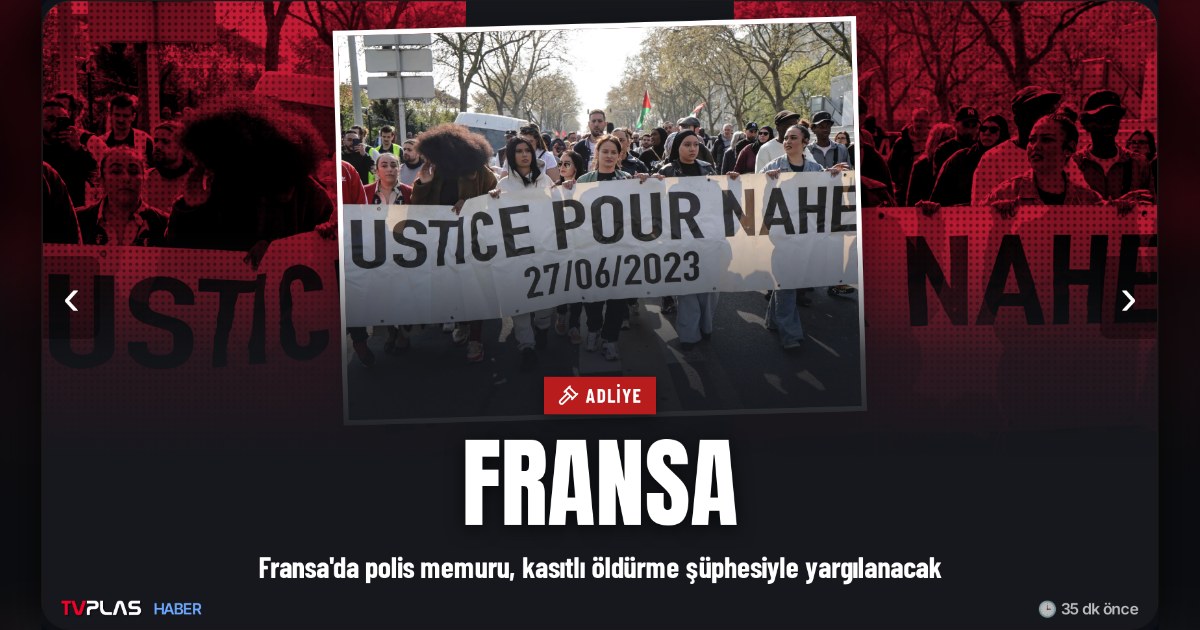 USTICE POUR NAHE
27/06/2023
USTIC
NAHE
ADLİYE
FRANSA
Fransa'da polis memuru, kasıtlı öldürme şüphesiyle yargılanacak
TVPLAS HABER
35 dk önce